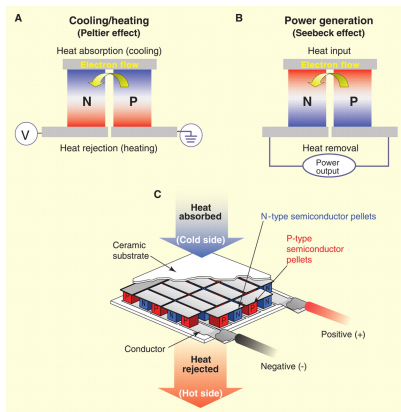 A
Cooling/heating
(Peltier effect)
Heat absorption (cooling)
Electron flow
N
P
V
Heat rejection (heating)
B
Power generation
(Seebeck effect)
Heat input
Electron flow
N
P
Heat removal
Power
output
C
Heat
absorbed
(Cold side)
N-type semiconductor pellets
P-type
semiconductor
pellets
Ceramic
substrate
Positive (+)
Conductor
Negative (-)
Heat
rejected
(Hot side)